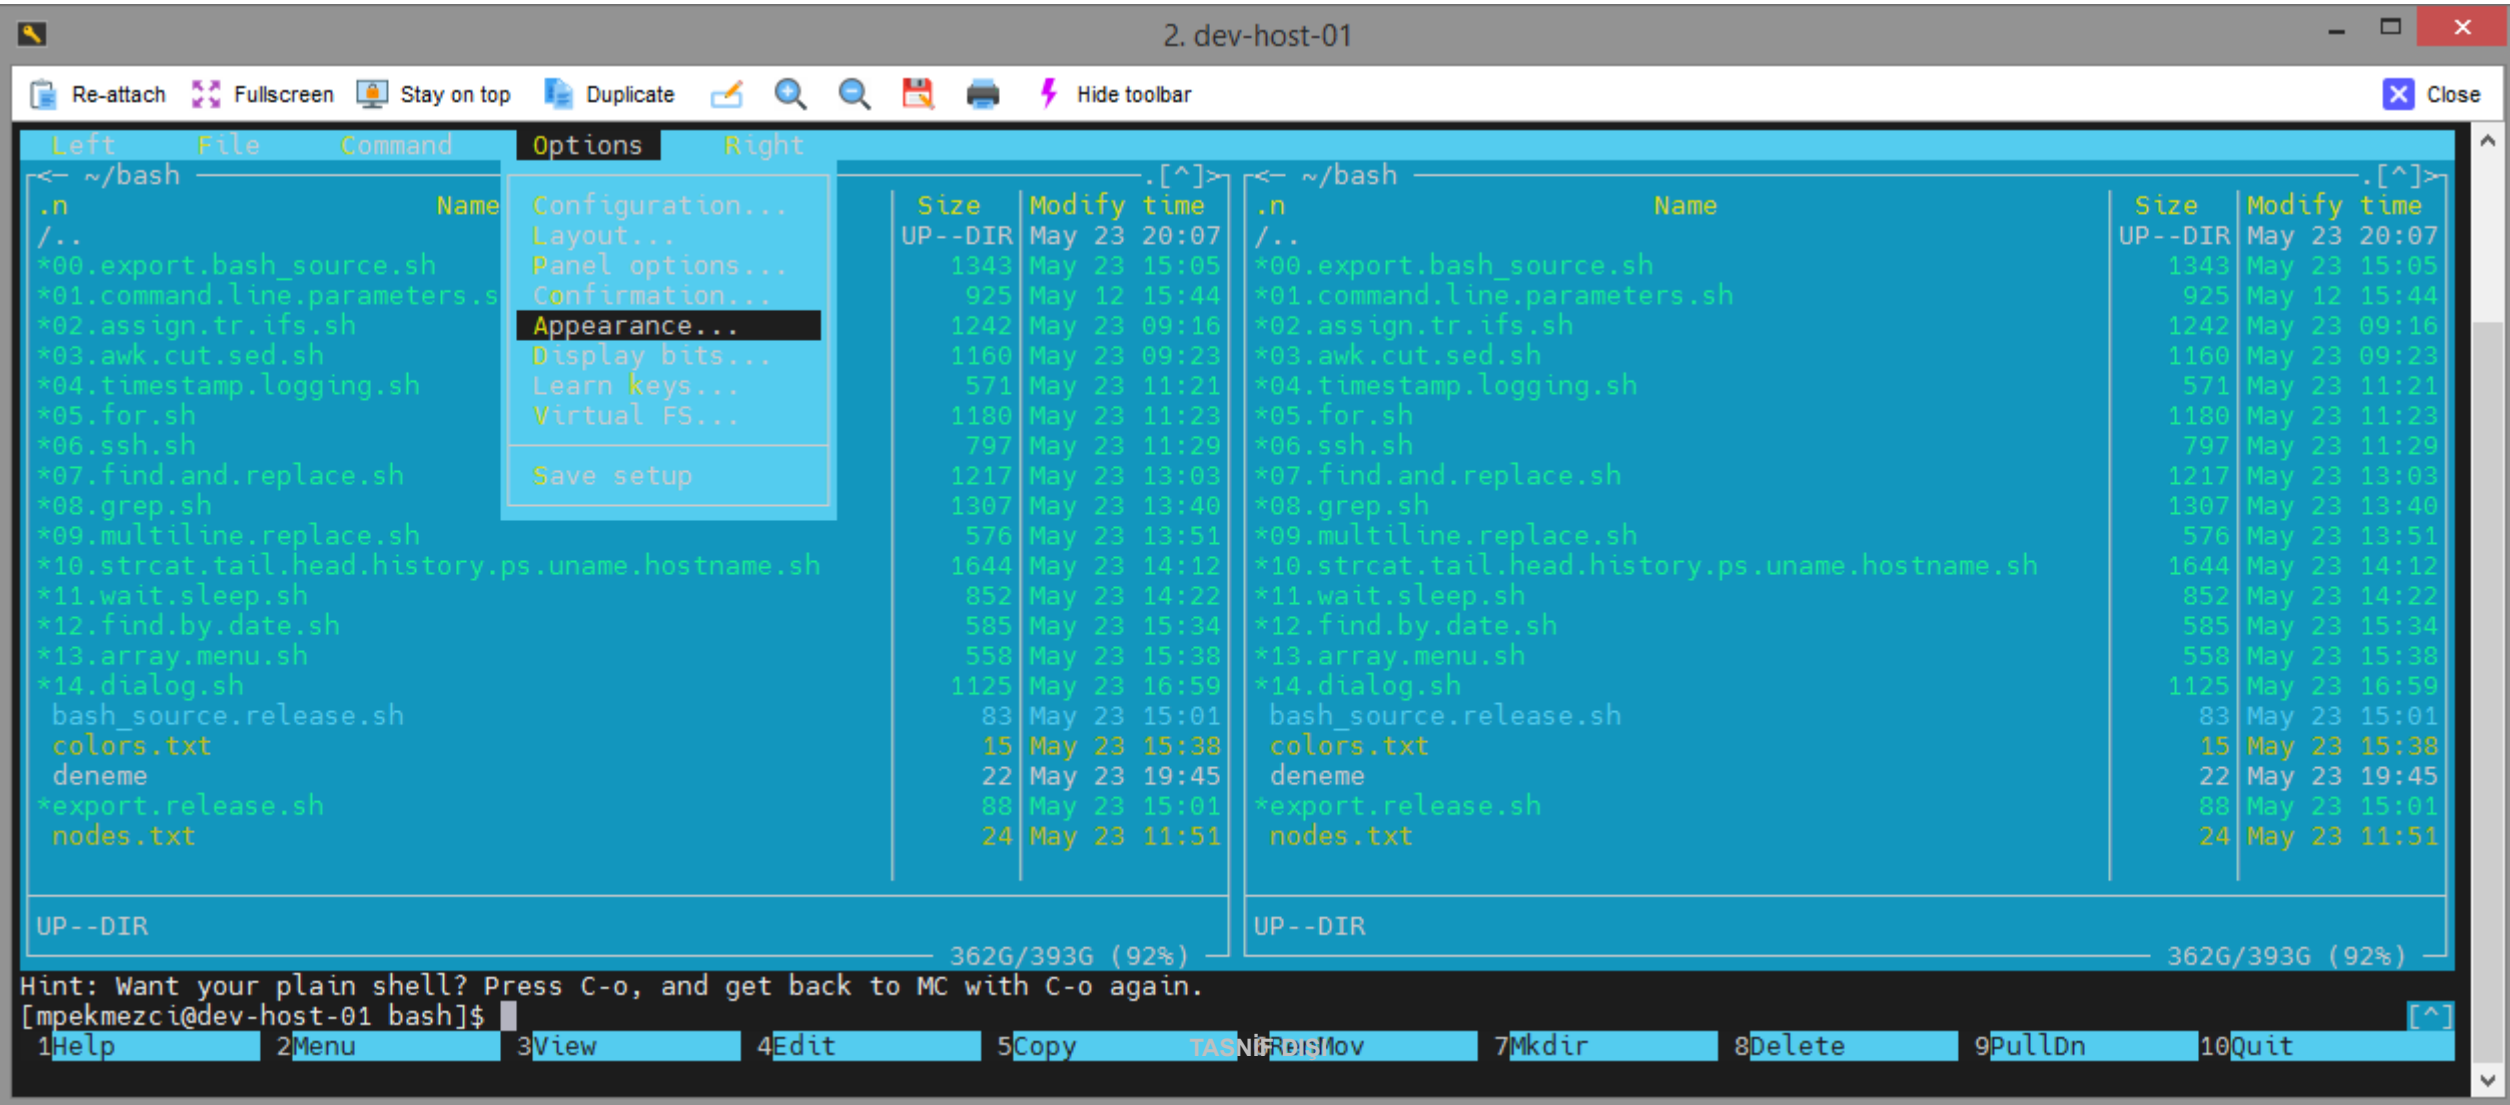 2. dev-host-01
Re-attach Fullscreen Stay on top Duplicate Hide toolbar Close
Left File Command Options Right
<─ ~/bash .[^]> <─ ~/bash .[^]>
.n Name Configuration... Size Modify time .n Name Size Modify time
/.. Layout... UP--DIR May 23 20:07 /.. UP--DIR May 23 20:07
*00.export.bash_source.sh Panel options... 1343 May 23 15:05 *00.export.bash_source.sh 1343 May 23 15:05
*01.command.line.parameters.s Confirmation... 925 May 12 15:44 *01.command.line.parameters.sh 925 May 12 15:44
*02.assign.tr.ifs.sh Appearance... 1242 May 23 09:16 *02.assign.tr.ifs.sh 1242 May 23 09:16
*03.awk.cut.sed.sh Display bits... 1160 May 23 09:23 *03.awk.cut.sed.sh 1160 May 23 09:23
*04.timestamp.logging.sh Learn keys... 571 May 23 11:21 *04.timestamp.logging.sh 571 May 23 11:21
*05.for.sh Virtual FS... 1180 May 23 11:23 *05.for.sh 1180 May 23 11:23
*06.ssh.sh 797 May 23 11:29 *06.ssh.sh 797 May 23 11:29
*07.find.and.replace.sh Save setup 1217 May 23 13:03 *07.find.and.replace.sh 1217 May 23 13:03
*08.grep.sh 1307 May 23 13:40 *08.grep.sh 1307 May 23 13:40
*09.multiline.replace.sh 576 May 23 13:51 *09.multiline.replace.sh 576 May 23 13:51
*10.strcat.tail.head.history.ps.uname.hostname.sh 1644 May 23 14:12 *10.strcat.tail.head.history.ps.uname.hostname.sh 1644 May 23 14:12
*11.wait.sleep.sh 852 May 23 14:22 *11.wait.sleep.sh 852 May 23 14:22
*12.find.by.date.sh 585 May 23 15:34 *12.find.by.date.sh 585 May 23 15:34
*13.array.menu.sh 558 May 23 15:38 *13.array.menu.sh 558 May 23 15:38
*14.dialog.sh 1125 May 23 16:59 *14.dialog.sh 1125 May 23 16:59
bash_source.release.sh 83 May 23 15:01 bash_source.release.sh 83 May 23 15:01
colors.txt 15 May 23 15:38 colors.txt 15 May 23 15:38
deneme 22 May 23 19:45 deneme 22 May 23 19:45
*export.release.sh 88 May 23 15:01 *export.release.sh 88 May 23 15:01
nodes.txt 24 May 23 11:51 nodes.txt 24 May 23 11:51
UP--DIR UP--DIR
362G/393G (92%) 362G/393G (92%)
Hint: Want your plain shell? Press C-o, and get back to MC with C-o again.
[mpekmezci@dev-host-01 bash]$ [^]
1Help 2Menu 3View 4Edit 5Copy 6RenMov 7Mkdir 8Delete 9PullDn 10Quit
TASNİF DIŞI